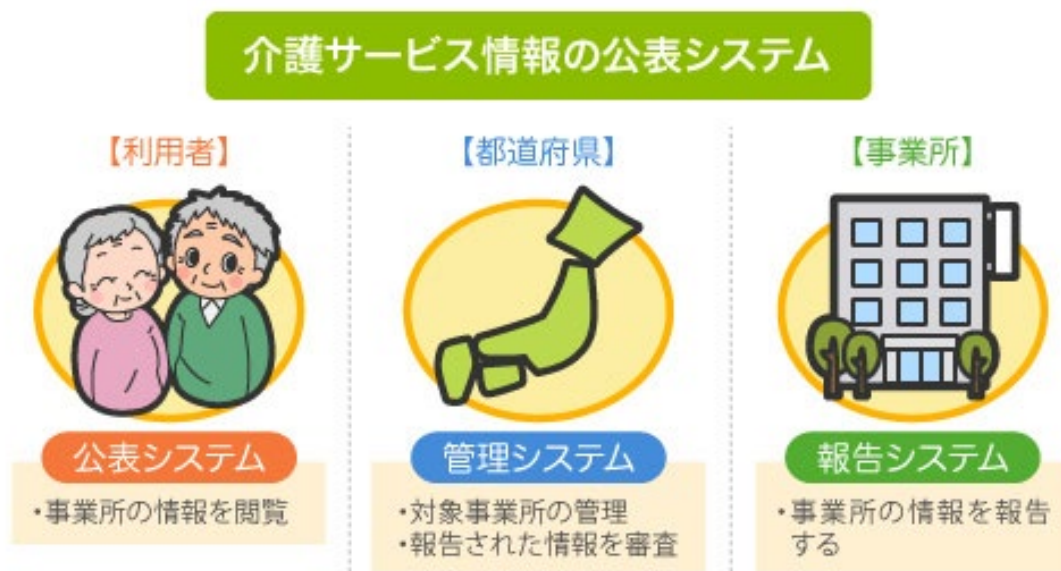 介護サービス情報の公表システム
【利用者】
公表システム
・事業所の情報を閲覧
【都道府県】
管理システム
・対象事業所の管理
・報告された情報を審査
【事業所】
報告システム
・事業所の情報を報告
する